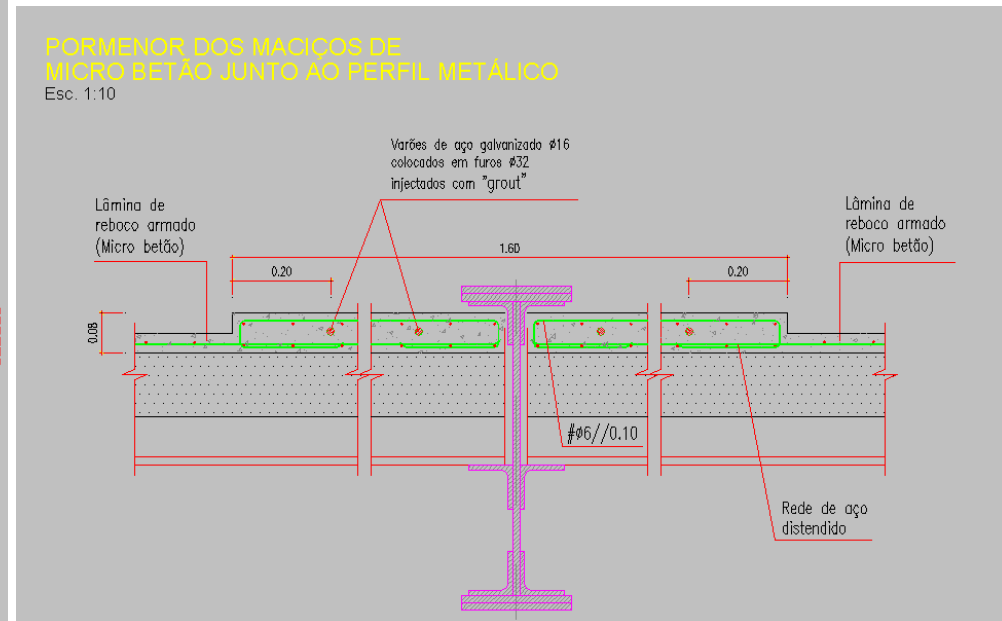 PORMENOR DOS MACIÇOS DE
MICRO BETÃO JUNTO AO PERFIL METÁLICO
Esc. 1:10
Varões de aço galvanizado ø16
colocados em furos ø32
injectados com "grout"
Lâmina de
reboco armado
(Micro betão)
Lâmina de
reboco armado
(Micro betão)
1.60
0.20
0.20
0.08
#ø6//0.10
Rede de aço
distendido